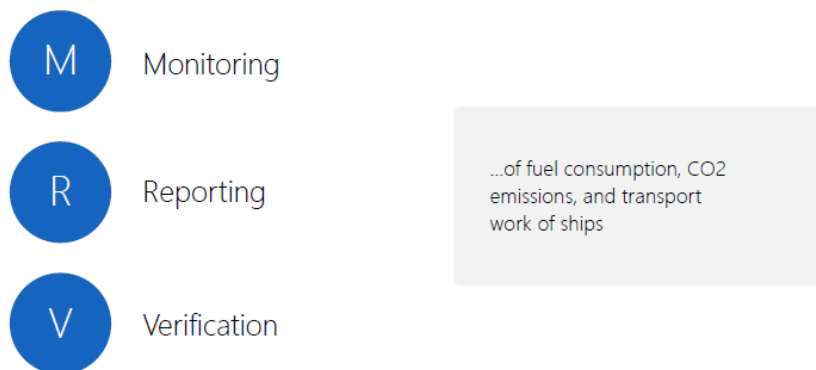 M Monitoring
R Reporting
...of fuel consumption, CO2
emissions, and transport
work of ships
V Verification